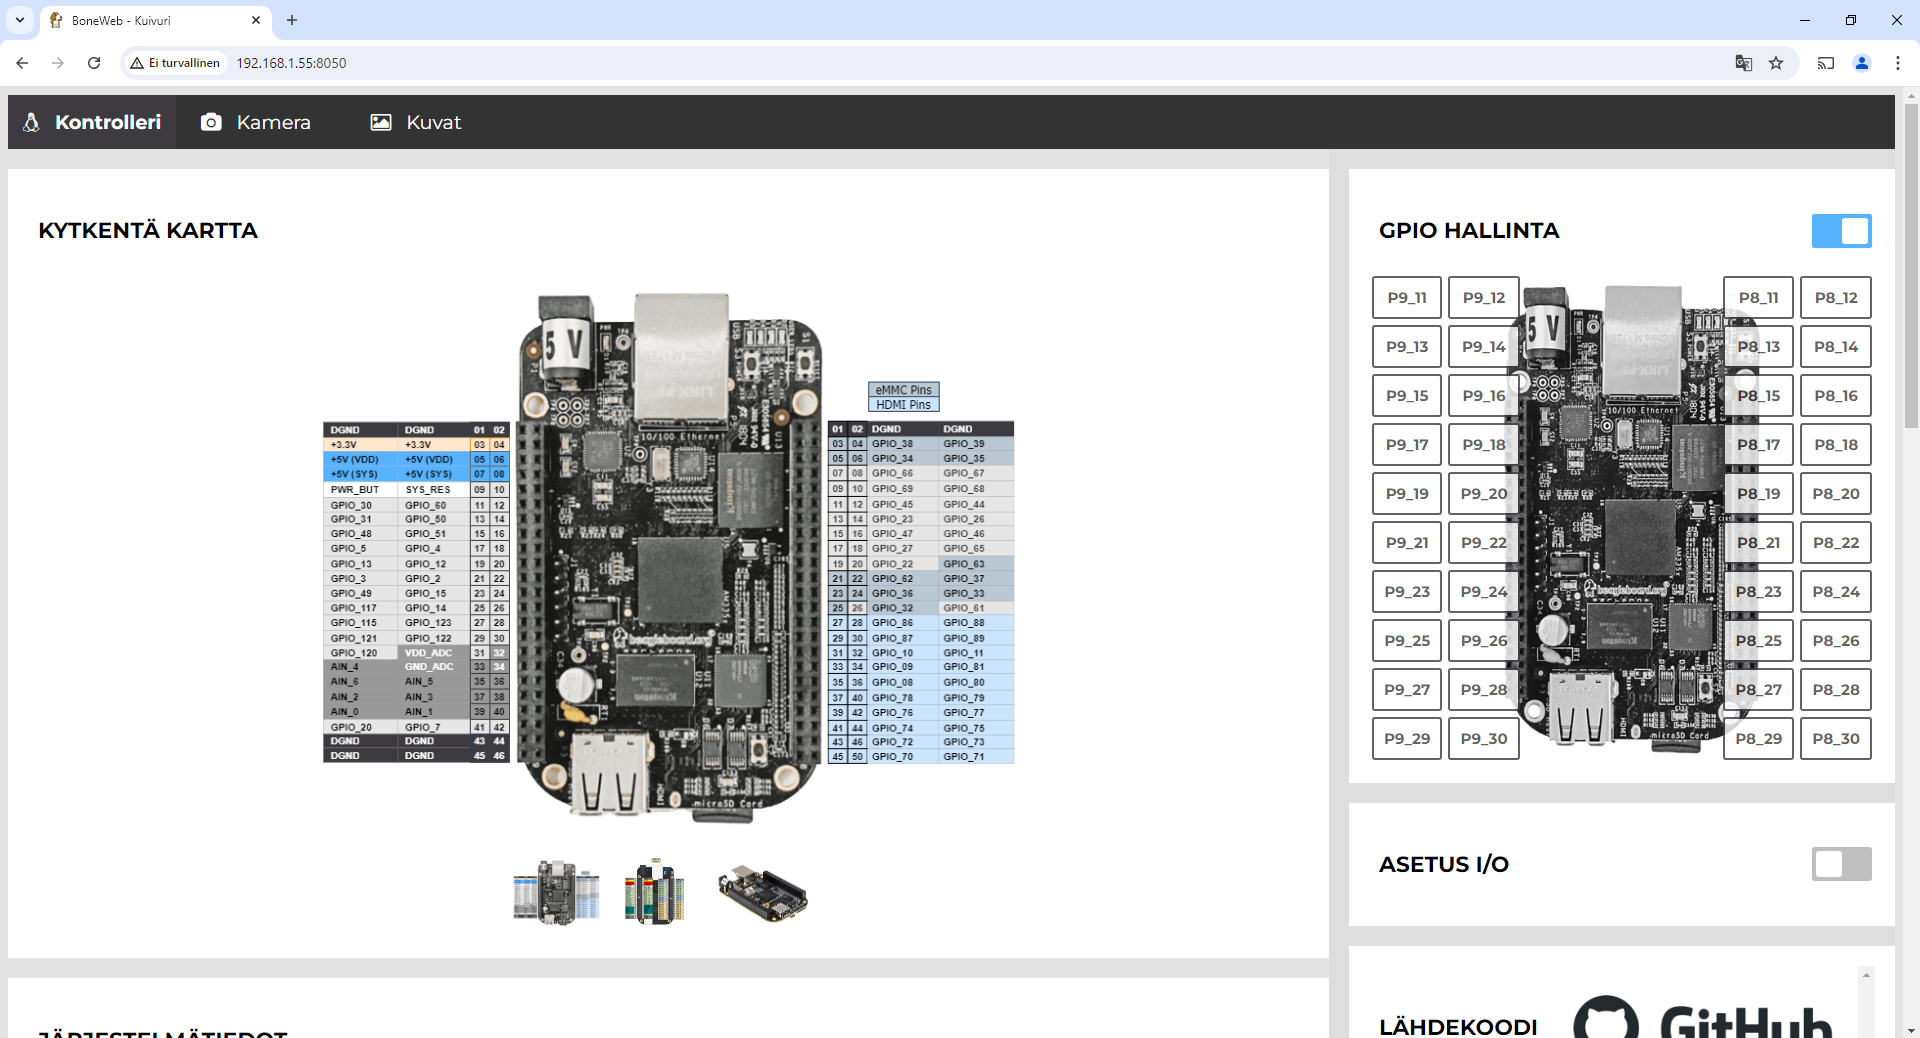 BoneWeb - Kuivuri
Ei turvallinen
192.168.1.55:8050
Kontrolleri
Kamera
Kuvat
KYTKENTÄ KARTTA
eMMC Pins
HDMI Pins
DGND DGND 01 02
+3.3V +3.3V 03 04
+5V (VDD) +5V (VDD) 05 06
+5V (SYS) +5V (SYS) 07 08
PWR_BUT SYS_RES 09 10
GPIO_30 GPIO_60 11 12
GPIO_31 GPIO_50 13 14
GPIO_48 GPIO_51 15 16
GPIO_5 GPIO_4 17 18
GPIO_13 GPIO_12 19 20
GPIO_3 GPIO_2 21 22
GPIO_49 GPIO_15 23 24
GPIO_117 GPIO_14 25 26
GPIO_115 GPIO_123 27 28
GPIO_121 GPIO_122 29 30
GPIO_120 VDD_ADC 31 32
AIN_4 GND_ADC 33 34
AIN_6 AIN_5 35 36
AIN_2 AIN_3 37 38
AIN_0 AIN_1 39 40
GPIO_20 GPIO_7 41 42
DGND DGND 43 44
DGND DGND 45 46
5 V
10/100 Ethernet
Kingston
beagleboard.org
HDMI
microSD Card
01 02 DGND DGND
03 04 GPIO_38 GPIO_39
05 06 GPIO_34 GPIO_35
07 08 GPIO_66 GPIO_67
09 10 GPIO_69 GPIO_68
11 12 GPIO_45 GPIO_44
13 14 GPIO_23 GPIO_26
15 16 GPIO_47 GPIO_46
17 18 GPIO_27 GPIO_65
19 20 GPIO_22 GPIO_63
21 22 GPIO_62 GPIO_37
23 24 GPIO_36 GPIO_33
25 26 GPIO_32 GPIO_61
27 28 GPIO_86 GPIO_88
29 30 GPIO_87 GPIO_89
31 32 GPIO_10 GPIO_11
33 34 GPIO_09 GPIO_81
35 36 GPIO_08 GPIO_80
37 40 GPIO_78 GPIO_79
39 42 GPIO_76 GPIO_77
41 44 GPIO_74 GPIO_75
43 46 GPIO_72 GPIO_73
45 50 GPIO_70 GPIO_71
JÄRJESTELMÄTIEDOT
GPIO HALLINTA
P9_11 P9_12 P8_11 P8_12
P9_13 P9_14 P8_13 P8_14
P9_15 P9_16 P8_15 P8_16
P9_17 P9_18 P8_17 P8_18
P9_19 P9_20 P8_19 P8_20
P9_21 P9_22 P8_21 P8_22
P9_23 P9_24 P8_23 P8_24
P9_25 P9_26 P8_25 P8_26
P9_27 P9_28 P8_27 P8_28
P9_29 P9_30 P8_29 P8_30
5 V
10/100 Ethernet
beagleboard.org
HDMI
microSD Card
ASETUS I/O
LÄHDEKOODI
GitHub